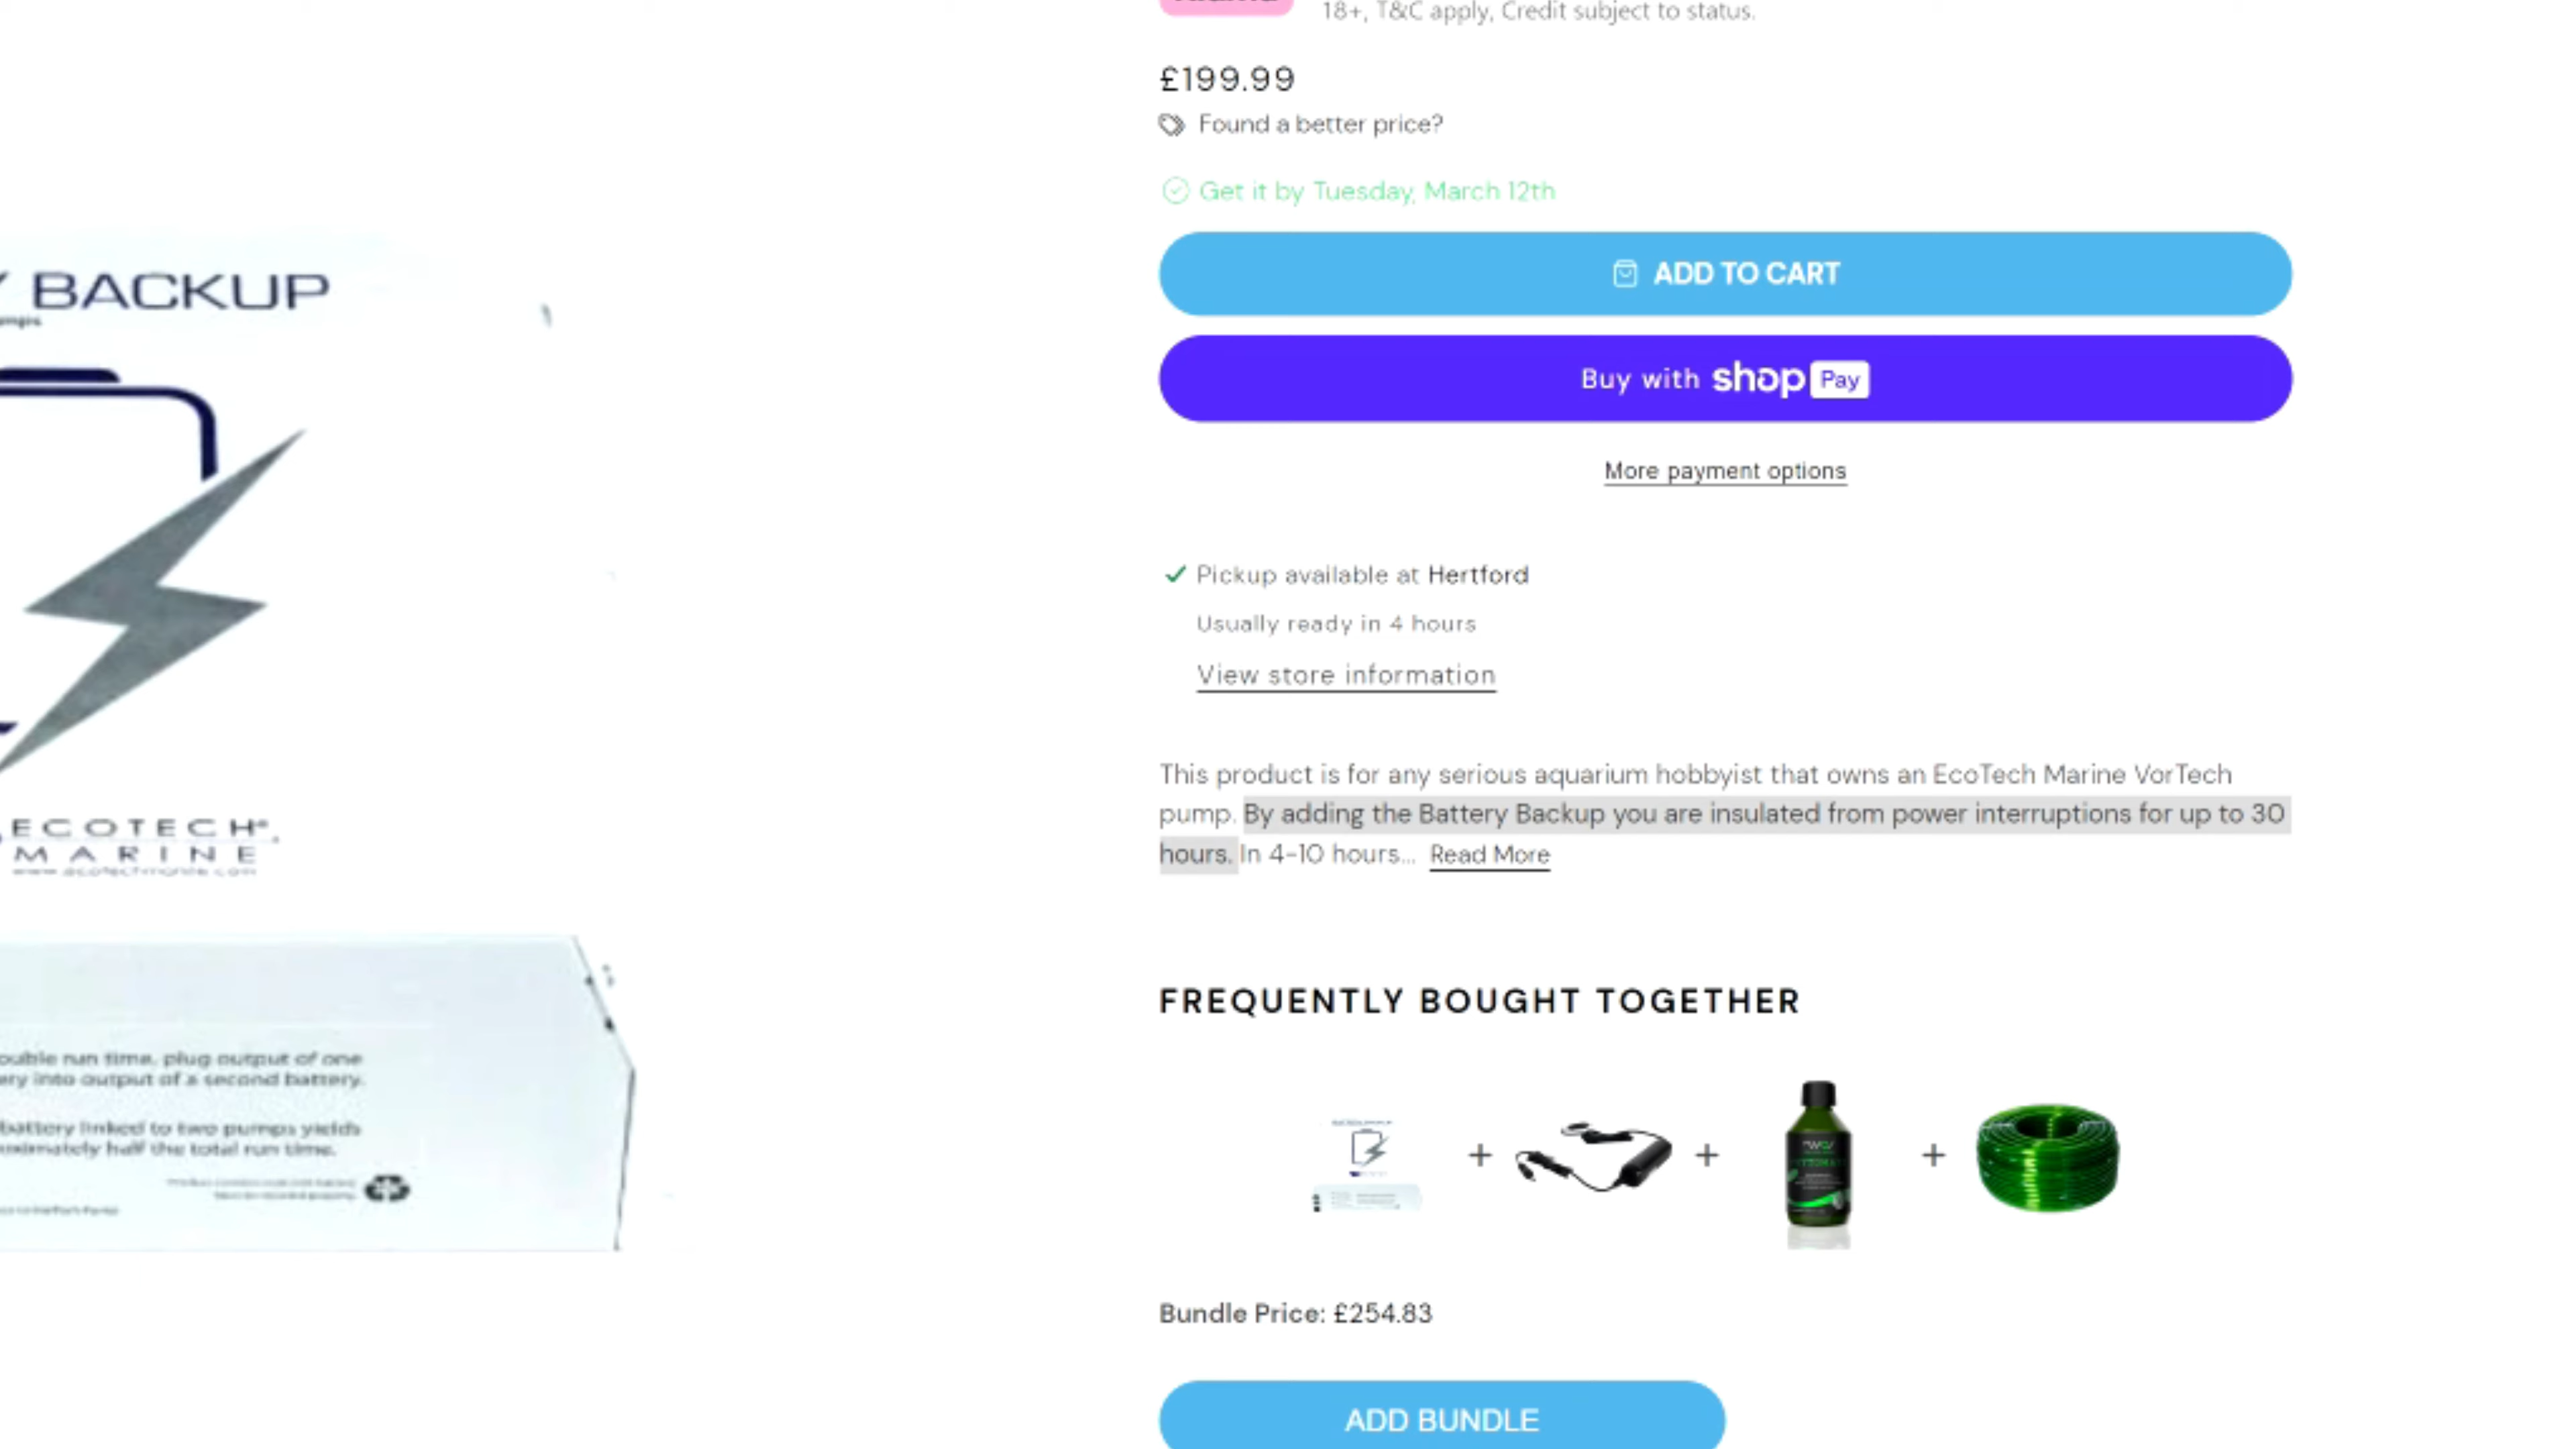 18+, T&C apply, Credit subject to status.
£199.99
Found a better price?
Get it by Tuesday, March 12th
ADD TO CART
Buy with shop Pay
More payment options
Pickup available at Hertford
Usually ready in 4 hours
View store information
This product is for any serious aquarium hobbyist that owns an EcoTech Marine VorTech
pump. By adding the Battery Backup you are insulated from power interruptions for up to 30
hours. In 4-10 hours... Read More
FREQUENTLY BOUGHT TOGETHER
Bundle Price: £254.83
ADD BUNDLE
BACKUP
ECOTECH®
MARINE
www.ecotechmarine.com
run time, plug output of one
into output of a second battery.
battery linked to two pumps yields
half the total run time.